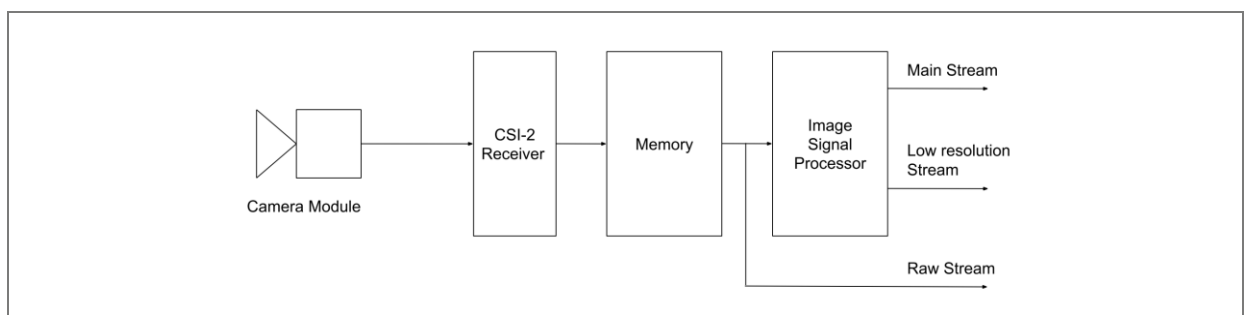 Camera Module
CSI-2
Receiver
Memory
Image
Signal
Processor
Main Stream
Low resolution
Stream
Raw Stream